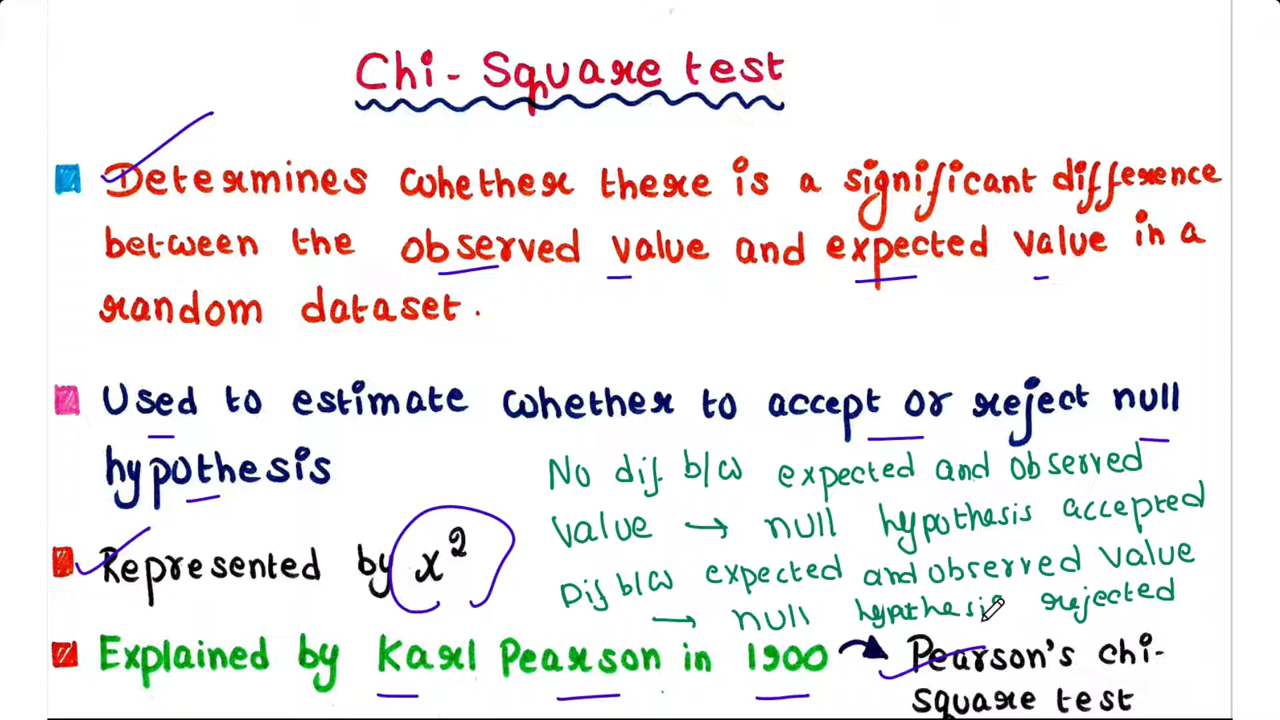 Chi - Square test
Determines whether there is a significant difference
between the observed value and expected value in a
random dataset.
Used to estimate whether to accept or reject null
hypothesis
No dif b/w expected and observed
value → null hypothesis accepted
Represented by x²
Dif b/w expected and observed value
→ null hypothesis rejected
Explained by Karl Pearson in 1900 → Pearson's chi-
square test